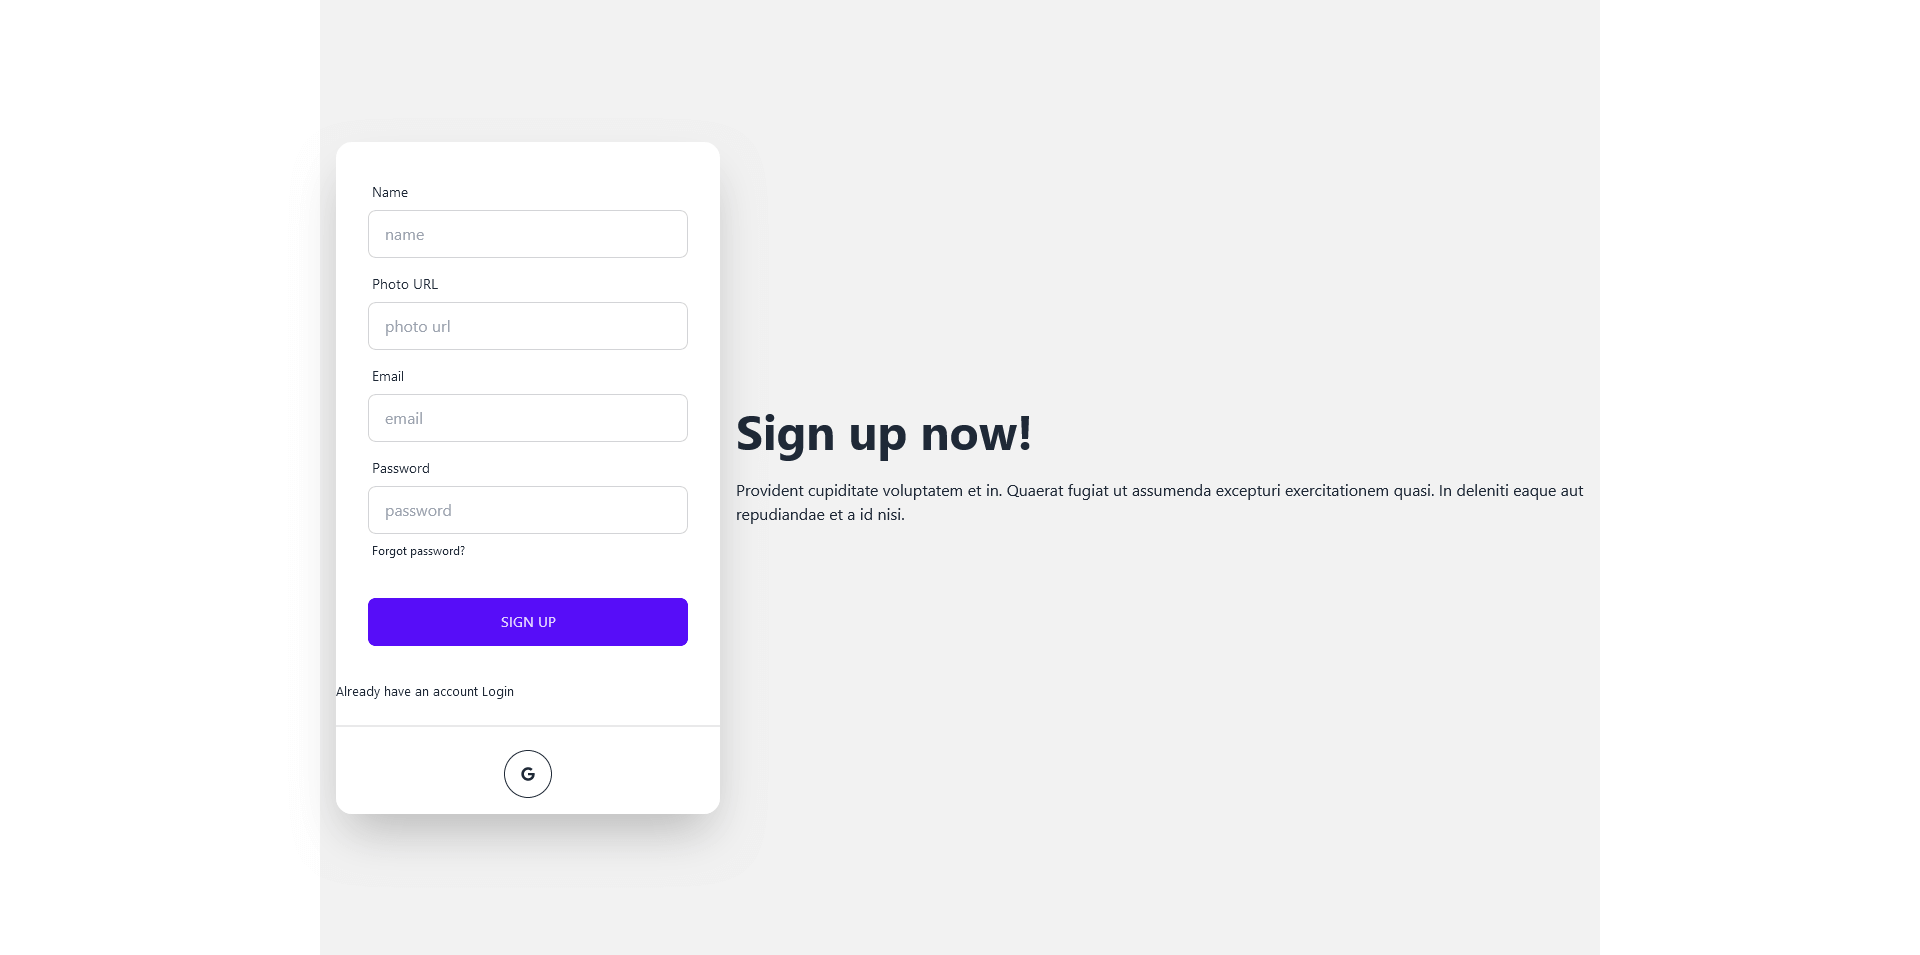 Name
name
Photo URL
photo url
Email
email
Password
password
Forgot password?
SIGN UP
Already have an account Login
G
Sign up now!
Provident cupiditate voluptatem et in. Quaerat fugiat ut assumenda excepturi exercitationem quasi. In deleniti eaque aut
repudiandae et a id nisi.